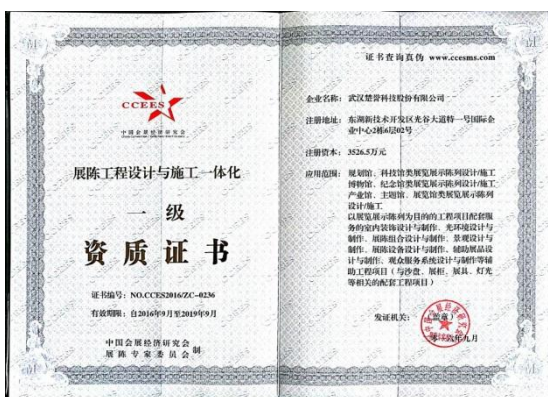 CCEES
中国会展经济研究会
展陈工程设计与施工一体化
一级
资质证书
证书编号：NO.CCES2016/ZC-0236
有效期限：自2016年9月至2019年9月
中国会展经济研究会
展陈专家委员会 制
证书查询真伪 www.ccesms.com
企业名称：武汉楚誉科技股份有限公司
注册地址：东湖新技术开发区光谷大道特一号国际企
业中心2栋6层02号
注册资本：3526.5万元
应用范围：规划馆、科技馆类展览展示陈列设计/施工
博物馆、纪念馆类展览展示陈列设计/施工
产业馆、主题馆、展览馆类展览展示陈列
设计/施工
以展览展示陈列为目的的工程项目配套服
务的室内装饰设计与制作、光环境设计与
制作、展陈组合设计与制作、景观设计与
制作、展陈设备设计与制作、辅助展品设
计与制作、观众服务系统设计与制作等辅
助工程项目（与沙盘、展柜、展具、灯光
等相关的配套工程项目）
发证机关：（盖章）
二〇一六年九月